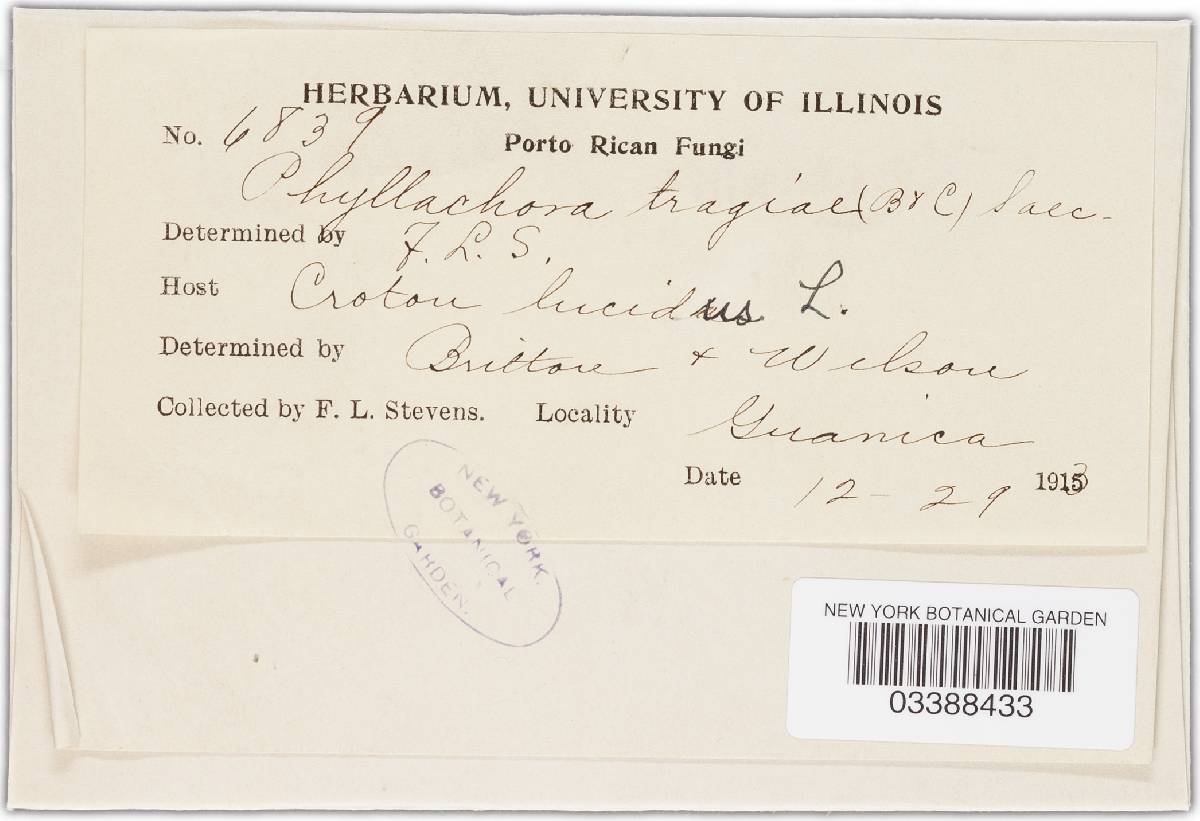 HERBARIUM, UNIVERSITY OF ILLINOIS
No. 6839 Porto Rican Fungi
Phyllachora tragiae (B & C) Sacc.
Determined by F. L. S.
Host Croton lucidus L.
Determined by Britton + Wilson
Collected by F. L. Stevens. Locality Guanica
Date 12-29 1913
NEW YORK
BOTANICAL
GARDEN.
NEW YORK BOTANICAL GARDEN
03388433